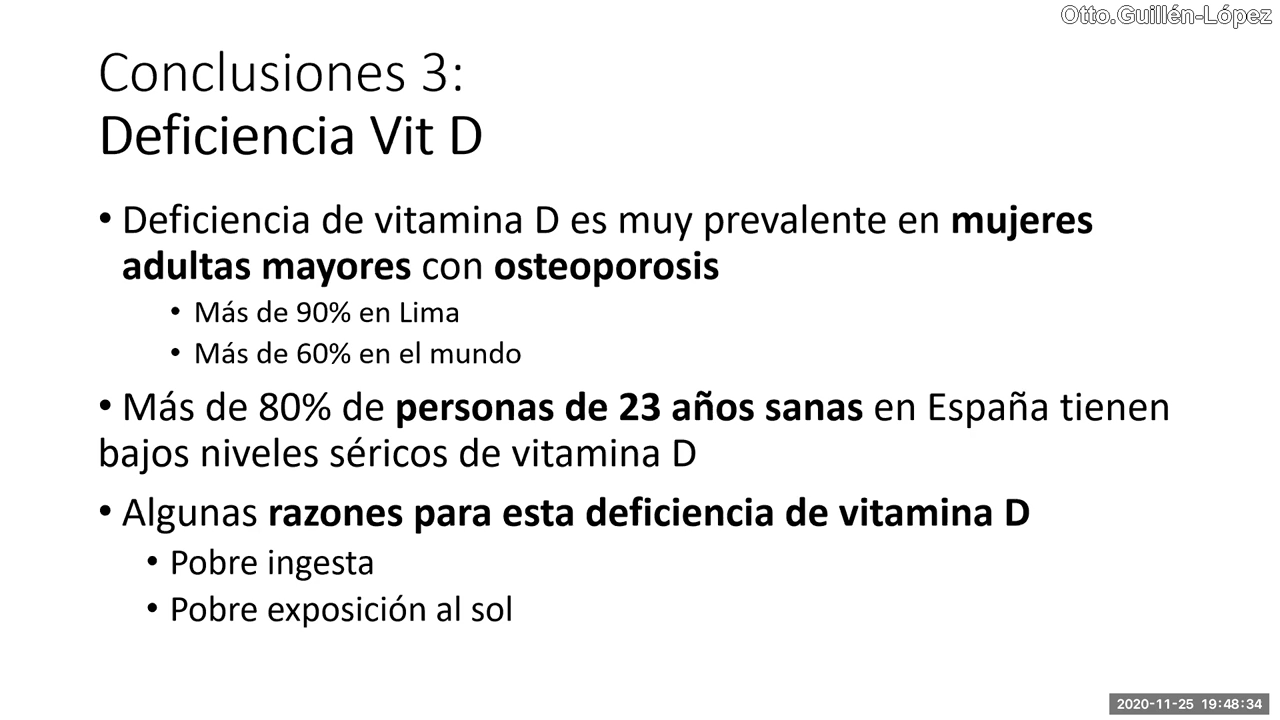 Otto.Guillén-López
Conclusiones 3:
Deficiencia Vit D
• Deficiencia de vitamina D es muy prevalente en mujeres
adultas mayores con osteoporosis
• Más de 90% en Lima
• Más de 60% en el mundo
• Más de 80% de personas de 23 años sanas en España tienen
bajos niveles séricos de vitamina D
• Algunas razones para esta deficiencia de vitamina D
• Pobre ingesta
• Pobre exposición al sol
2020-11-25 19:48:34